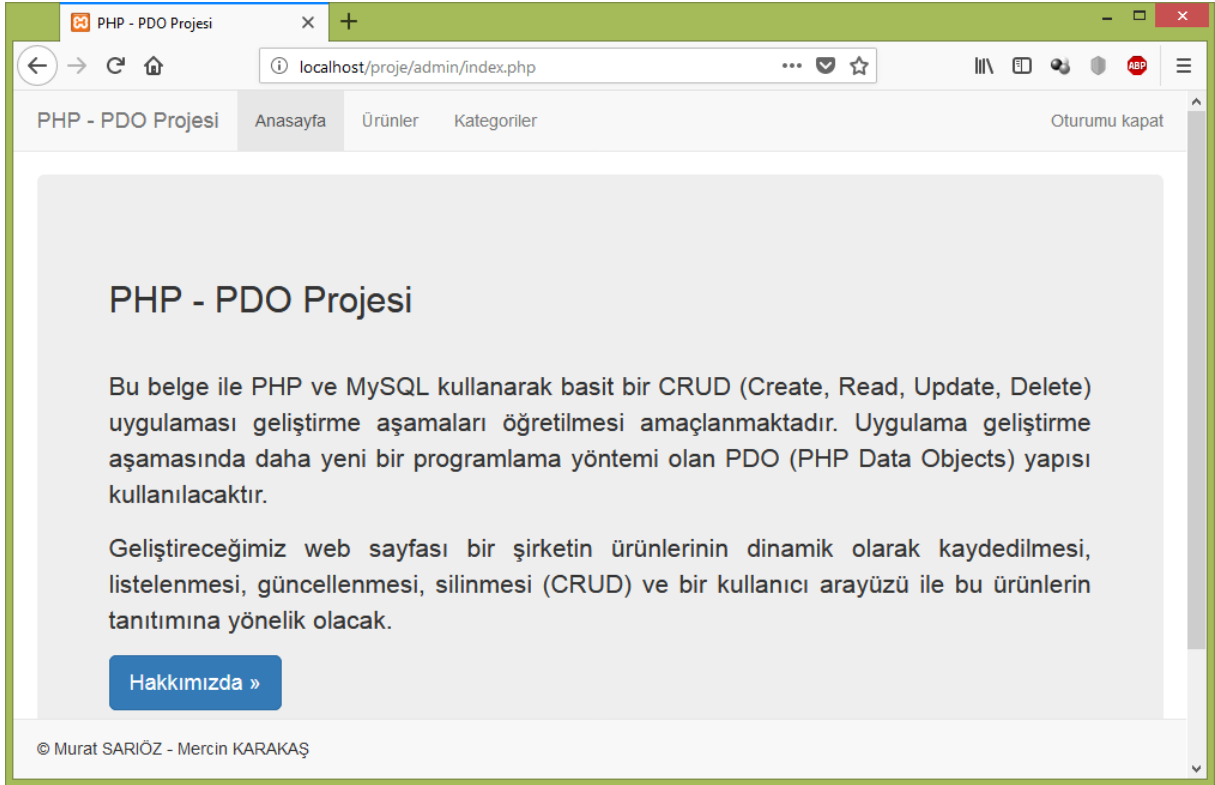 PHP - PDO Projesi
localhost/proje/admin/index.php
ABP
PHP - PDO Projesi Anasayfa Ürünler Kategoriler Oturumu kapat
PHP - PDO Projesi
Bu belge ile PHP ve MySQL kullanarak basit bir CRUD (Create, Read, Update, Delete)
uygulaması geliştirme aşamaları öğretilmesi amaçlanmaktadır. Uygulama geliştirme
aşamasında daha yeni bir programlama yöntemi olan PDO (PHP Data Objects) yapısı
kullanılacaktır.
Geliştireceğimiz web sayfası bir şirketin ürünlerinin dinamik olarak kaydedilmesi,
listelenmesi, güncellenmesi, silinmesi (CRUD) ve bir kullanıcı arayüzü ile bu ürünlerin
tanıtımına yönelik olacak.
Hakkımızda »
© Murat SARIÖZ - Mercin KARAKAŞ